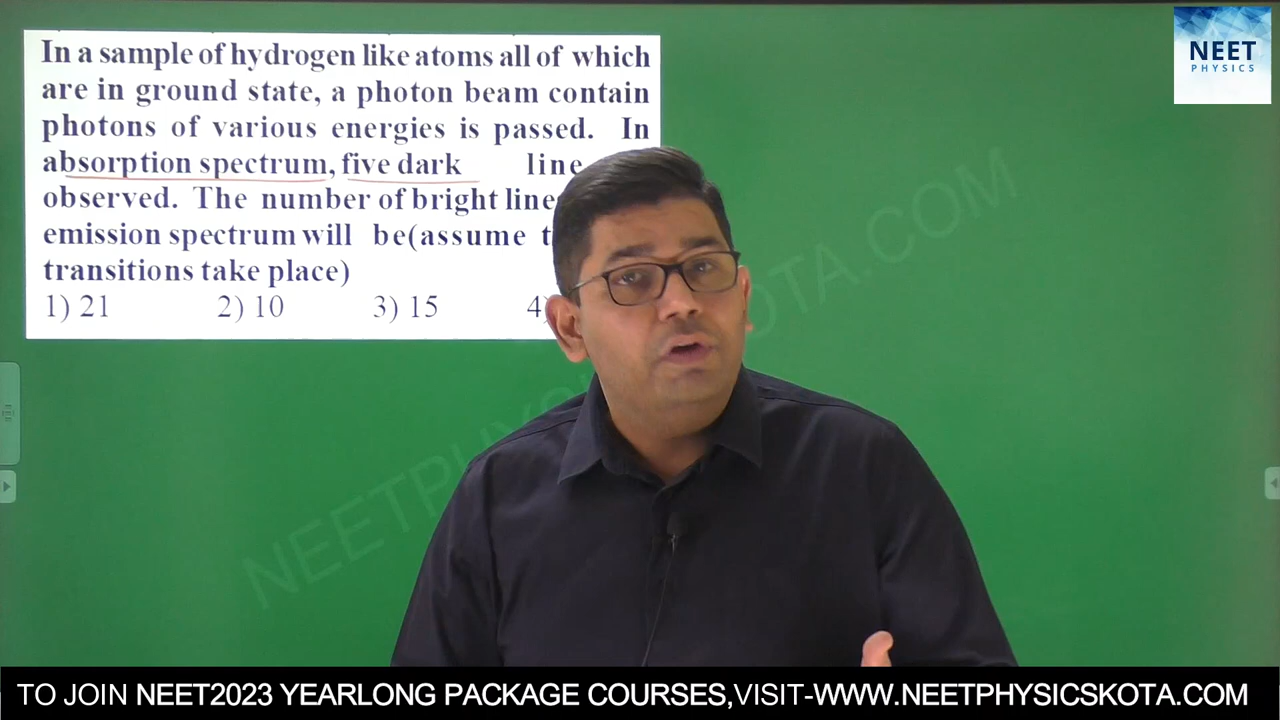 In a sample of hydrogen like atoms all of which
are in ground state, a photon beam contain
photons of various energies is passed. In
absorption spectrum, five dark line
observed. The number of bright line
emission spectrum will be(assume
transitions take place)
1) 21 2) 10 3) 15 4)
NEET
PHYSICS
NEETPHYSICSKOTA.COM
TO JOIN NEET2023 YEARLONG PACKAGE COURSES,VISIT-WWW.NEETPHYSICSKOTA.COM